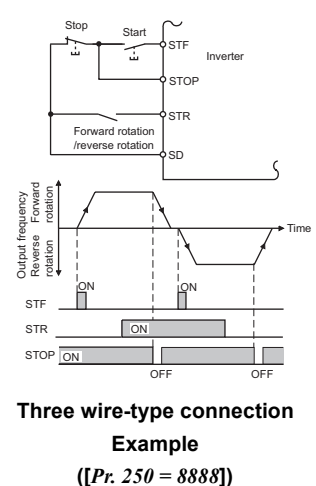 Stop
Start
STF
Inverter
STOP
STR
Forward rotation
/reverse rotation
SD
Output frequency
Reverse Forward
rotation rotation
Time
ON ON
STF
STR ON
STOP ON
OFF OFF
Three wire-type connection
Example
([Pr. 250 = 8888])